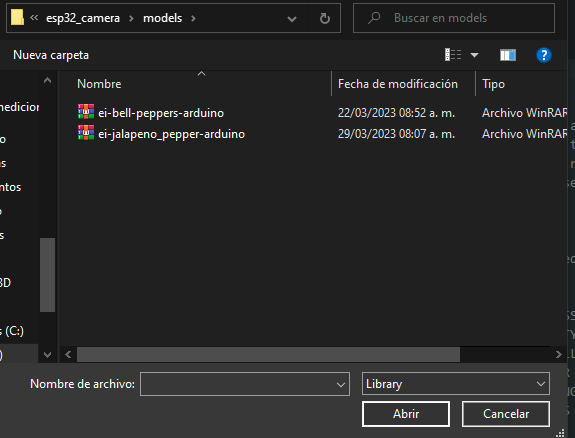 « esp32_camera › models ›
Buscar en models
Nueva carpeta
Nombre Fecha de modificación Tipo
ei-bell-peppers-arduino 22/03/2023 08:52 a. m. Archivo WinRAR
ei-jalapeno_pepper-arduino 29/03/2023 08:07 a. m. Archivo WinRAR
medicion
o
as
ntos
o
s
3D
s (C:)
)
Nombre de archivo:
Library
Abrir Cancelar